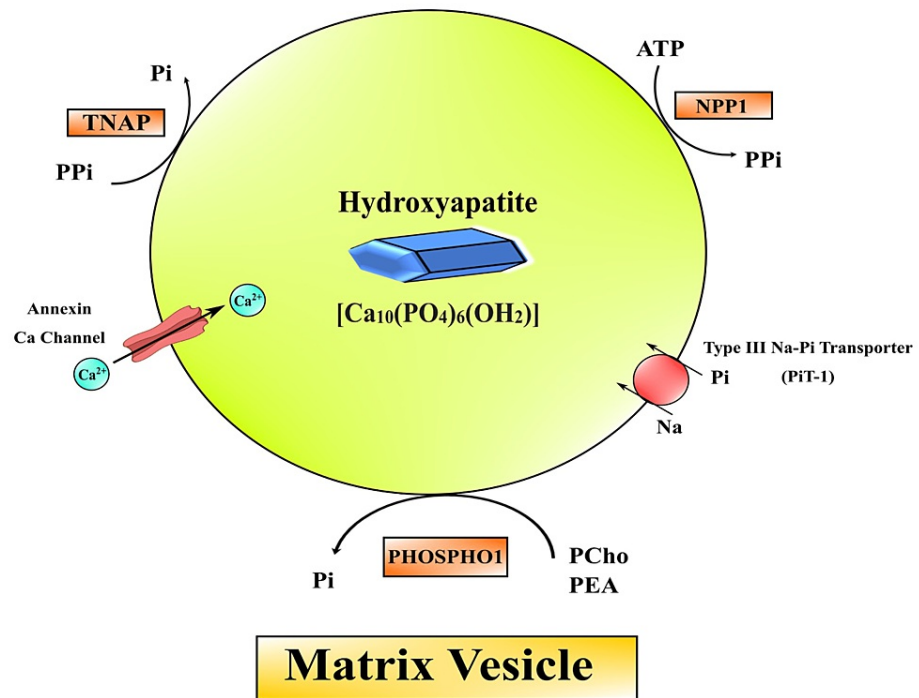 Pi
TNAP
PPi
ATP
NPP1
PPi
Hydroxyapatite
[Ca₁₀(PO₄)₆(OH₂)]
Annexin
Ca Channel
Ca²⁺
Ca²⁺
Type III Na-Pi Transporter
(PiT-1)
Pi
Na
PHOSPHO1
Pi
PCho
PEA
Matrix Vesicle